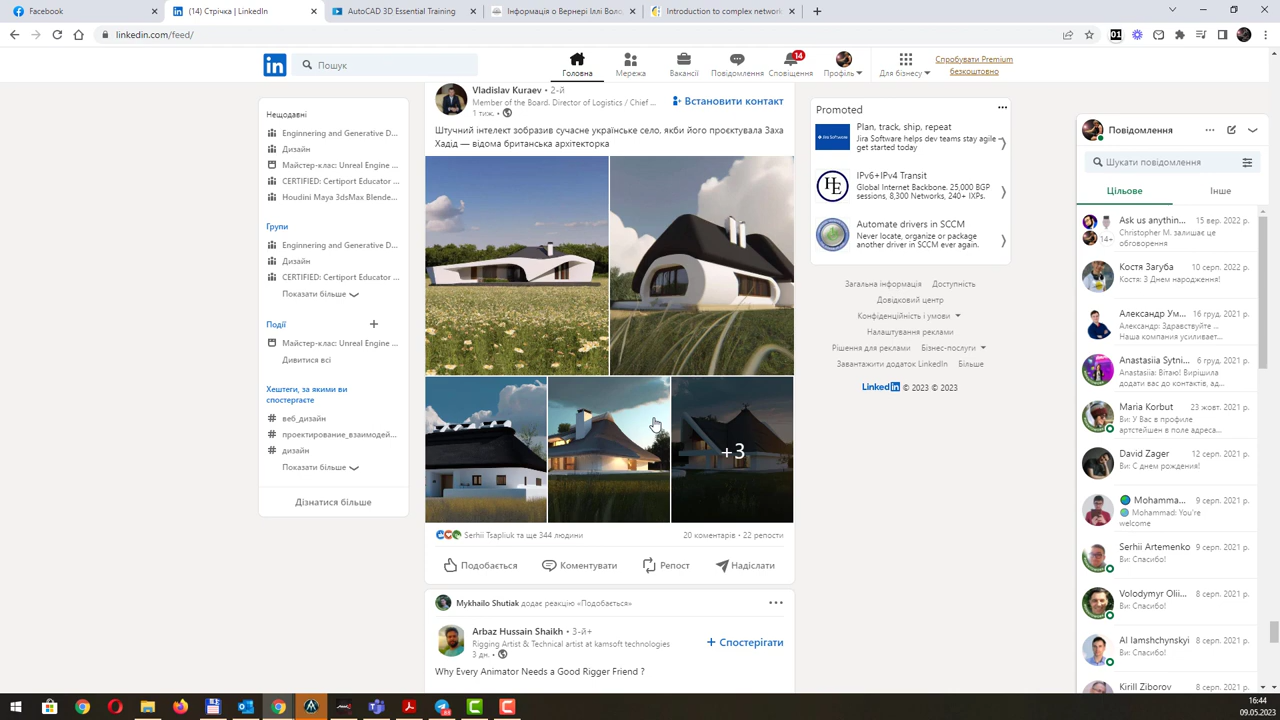 Facebook
(14) Стрічка | LinkedIn
AutoCAD 3D Essential Training
Інформація о Вернері Іллі Волод
Introduction to complex network
linkedin.com/feed/
Пошук
Головна
Мережа
Вакансії
Повідомлення
14
Сповіщення
Профіль
Для бізнесу
Спробувати Premium
безкоштовно
Нещодавні
Enginnering and Generative D...
Дизайн
Майстер-клас: Unreal Engine ...
CERTIFIED: Certiport Educator ...
Houdini Maya 3dsMax Blende...
Групи
Enginnering and Generative D...
Дизайн
CERTIFIED: Certiport Educator ...
Показати більше
Події
Майстер-клас: Unreal Engine ...
Дивитися всі
Хештеги, за якими ви
спостерігаєте
# веб_дизайн
# проектирование_взаимодей...
# дизайн
Показати більше
Дізнатися більше
Vladislav Kuraev • 2-й
Member of the Board. Director of Logistics / Chief ...
1 тиж. •
Встановити контакт
Штучний інтелект зобразив сучасне українське село, якби його проєктувала Заха
Хадід — відома британська архітекторка
+3
Serhii Tsapliuk та ще 344 людини
20 коментарів • 22 репости
Подобається
Коментувати
Репост
Надіслати
Mykhailo Shutiak додає реакцію «Подобається»
Arbaz Hussain Shaikh • 3-й+
Rigging Artist & Technical artist at kamsoft technologies
3 дн. •
+ Спостерігати
Why Every Animator Needs a Good Rigger Friend ?
Promoted
Plan, track, ship, repeat
Jira Software helps dev teams stay agile -
get started today
IPv6+IPv4 Transit
Global Internet Backbone. 25,000 BGP
sessions, 8,300 Networks, 240+ IXPs.
Automate drivers in SCCM
Never locate, organize or package
another driver in SCCM ever again.
Загальна інформація
Доступність
Довідковий центр
Конфіденційність і умови
Налаштування реклами
Рішення для реклами
Бізнес-послуги
Завантажити додаток LinkedIn
Більше
LinkedIn © 2023 © 2023
Повідомлення
Шукати повідомлення
Цільове
Інше
Ask us anythin...
15 вер. 2022 р.
Christopher M. залишає це
обговорення
14+
Костя Загуба
10 серп. 2022 р.
Костя: З Днем народження!
Александр Ум...
16 груд. 2021 р.
Александр: Здравствуйте ...
Наша компания усиливает...
Anastasiia Sytni...
6 груд. 2021 р.
Anastasiia: Вітаю! Вирішила
додати вас до контактів, ад...
Maria Korbut
23 жовт. 2021 р.
Ви: У Вас в профиле
артстейшен в поле адреса...
David Zager
12 серп. 2021 р.
Ви: С днем рождения!
Mohamma...
9 серп. 2021 р.
Mohammad: You're
welcome
Serhii Artemenko
9 серп. 2021 р.
Ви: Спасибо!
Volodymyr Olii...
8 серп. 2021 р.
Ви: Спасибо!
Al Iamshchynskyi
8 серп. 2021 р.
Ви: Спасибо!
Kirill Ziborov
8 серп. 2021 р.
16:44
09.05.2023